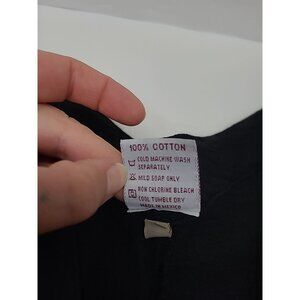 100% COTTON
COLD MACHINE WASH
SEPARATELY
MILD SOAP ONLY
NON CHLORINE BLEACH
COOL TUMBLE DRY
MADE IN MEXICO